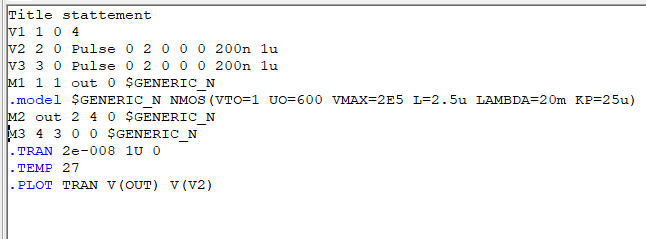 Title stattement
V1 1 0 4
V2 2 0 Pulse 0 2 0 0 0 200n 1u
V3 3 0 Pulse 0 2 0 0 0 200n 1u
M1 1 1 out 0 $GENERIC_N
.model $GENERIC_N NMOS(VTO=1 UO=600 VMAX=2E5 L=2.5u LAMBDA=20m KP=25u)
M2 out 2 4 0 $GENERIC_N
M3 4 3 0 0 $GENERIC_N
.TRAN 2e-008 1U 0
.TEMP 27
.PLOT TRAN V(OUT) V(V2)